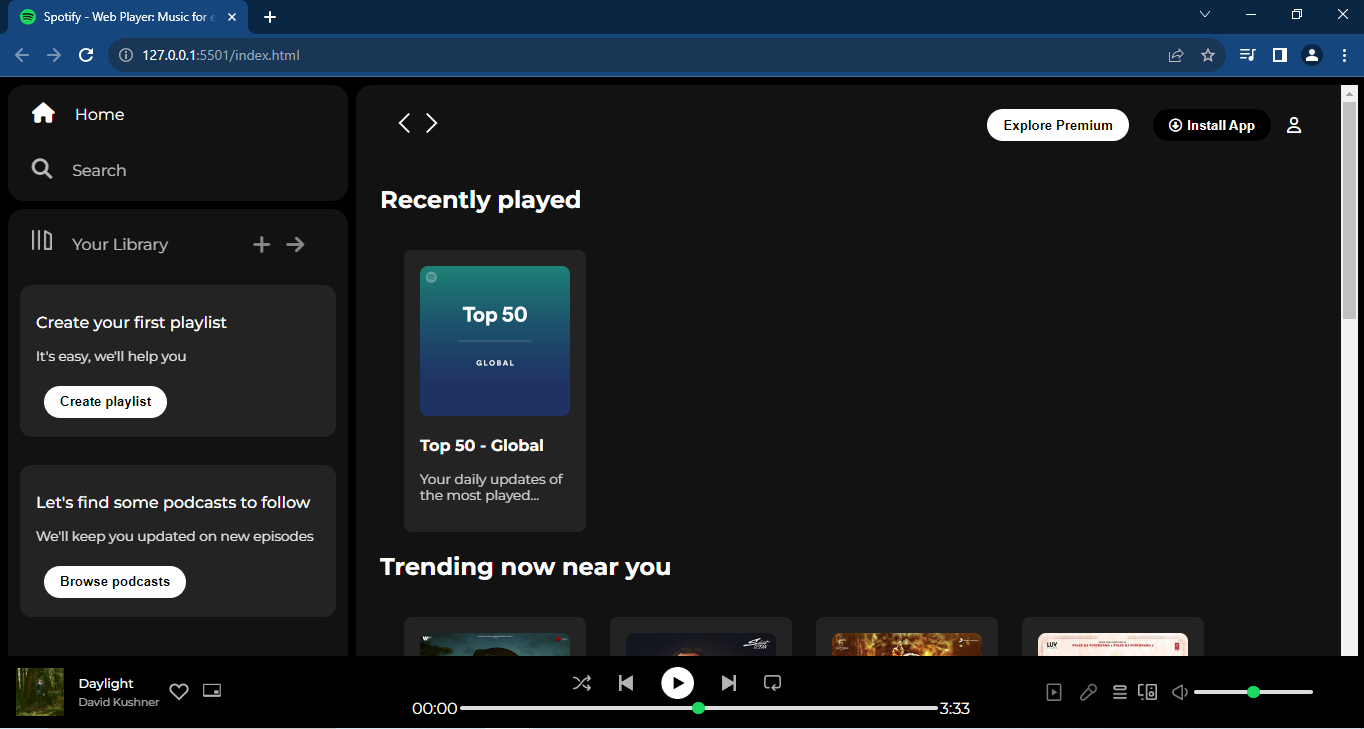 Spotify - Web Player: Music for e
127.0.0.1:5501/index.html
Home
Search
Your Library
Create your first playlist
It's easy, we'll help you
Create playlist
Let's find some podcasts to follow
We'll keep you updated on new episodes
Browse podcasts
Explore Premium
Install App
Recently played
Top 50
GLOBAL
Top 50 - Global
Your daily updates of
the most played...
Trending now near you
LUV
Daylight
David Kushner
00:00
3:33